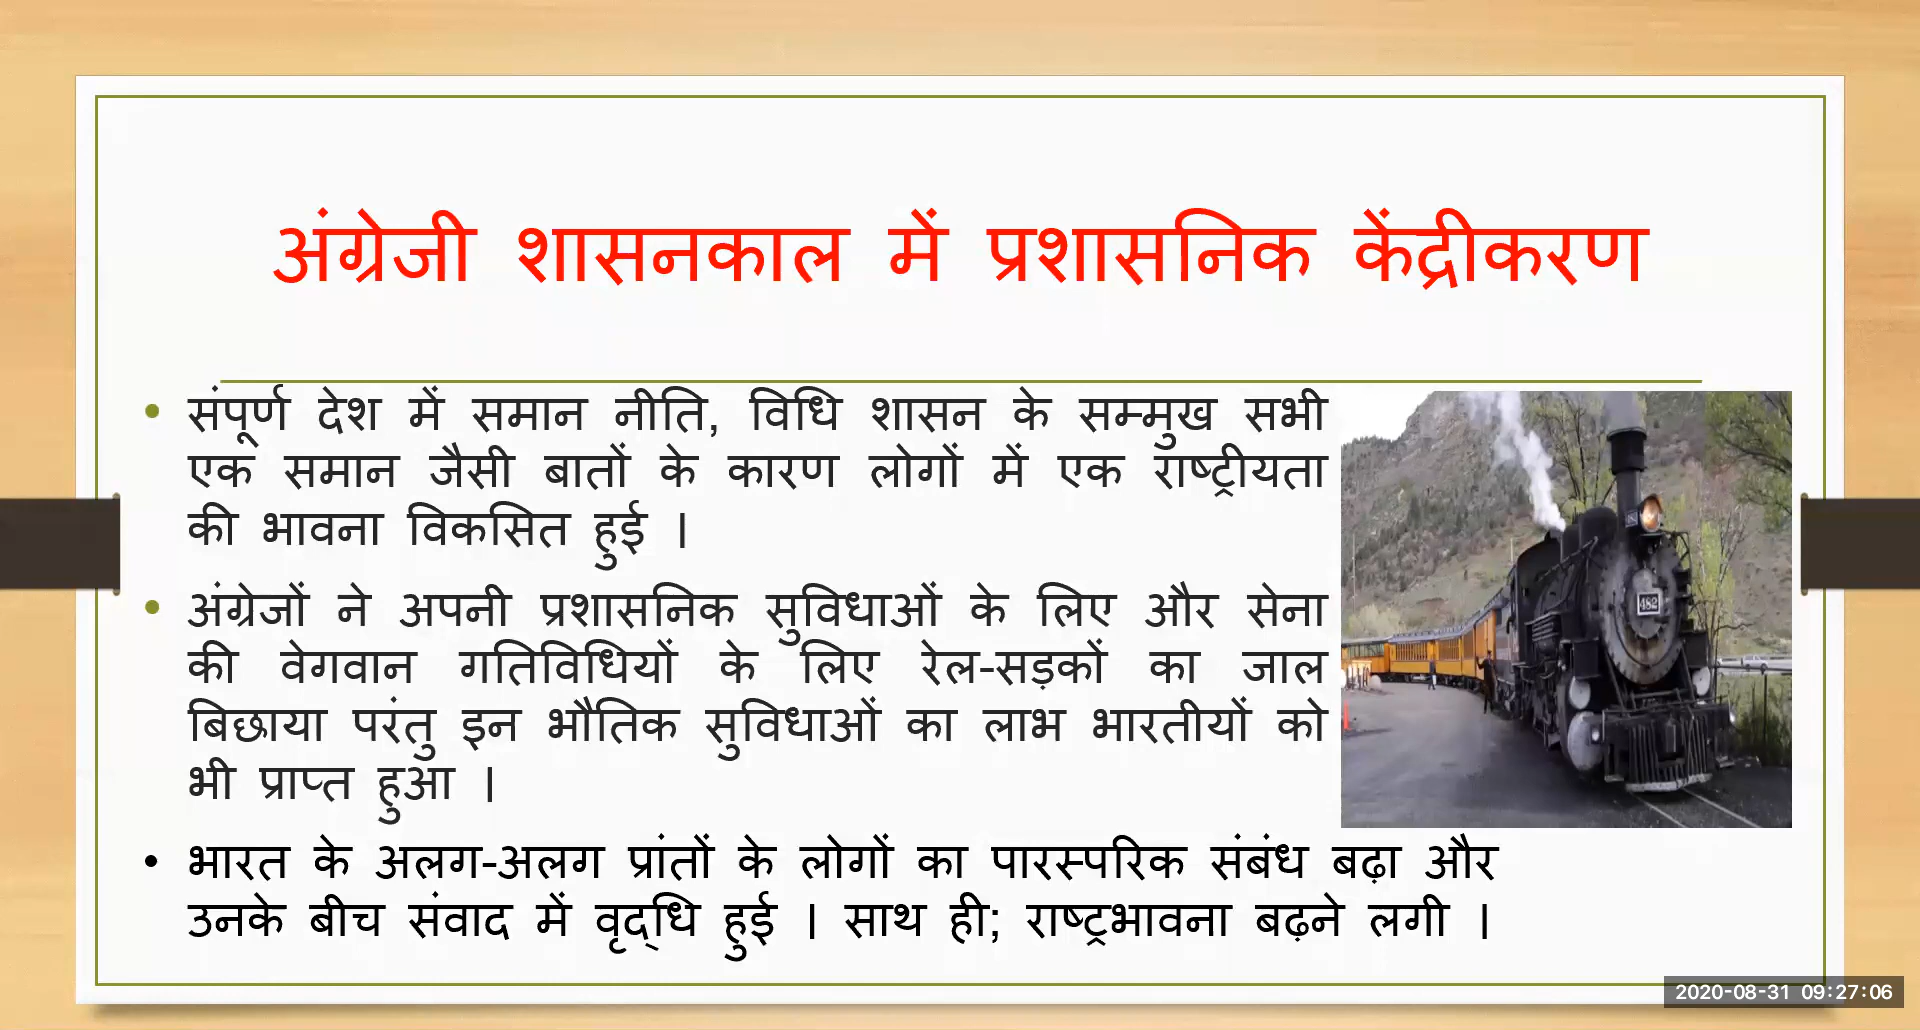 अंग्रेजी शासनकाल में प्रशासनिक केंद्रीकरण
• संपूर्ण देश में समान नीति, विधि शासन के सम्मुख सभी
एक समान जैसी बातों के कारण लोगों में एक राष्ट्रीयता
की भावना विकसित हुई ।
• अंग्रेजों ने अपनी प्रशासनिक सुविधाओं के लिए और सेना
की वेगवान गतिविधियों के लिए रेल-सड़कों का जाल
बिछाया परंतु इन भौतिक सुविधाओं का लाभ भारतीयों को
भी प्राप्त हुआ ।
482
• भारत के अलग-अलग प्रांतों के लोगों का पारस्परिक संबंध बढ़ा और
उनके बीच संवाद में वृद्‌धि हुई । साथ ही; राष्ट्रभावना बढ़ने लगी ।
2020-08-31 09:27:06